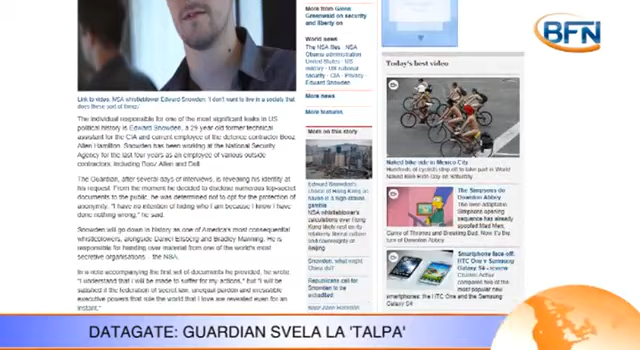 BFN
More from Glenn
Greenwald on security
and liberty on
World news
The NSA files · NSA
Obama administration
United States · US
military · US national
security · CIA · Privacy ·
Edward Snowden
More news
More features
Link to video: NSA whistleblower Edward Snowden: 'I don't want to live in a society that
does these sort of things'
The individual responsible for one of the most significant leaks in US
political history is Edward Snowden, a 29-year-old former technical
assistant for the CIA and current employee of the defence contractor Booz
Allen Hamilton. Snowden has been working at the National Security
Agency for the last four years as an employee of various outside
contractors, including Booz Allen and Dell.
The Guardian, after several days of interviews, is revealing his identity at
his request. From the moment he decided to disclose numerous top-secret
documents to the public, he was determined not to opt for the protection of
anonymity. "I have no intention of hiding who I am because I know I have
done nothing wrong," he said.
Snowden will go down in history as one of America's most consequential
whistleblowers, alongside Daniel Ellsberg and Bradley Manning. He is
responsible for handing over material from one of the world's most
secretive organisations – the NSA.
In a note accompanying the first set of documents he provided, he wrote:
"I understand that I will be made to suffer for my actions," but "I will be
satisfied if the federation of secret law, unequal pardon and irresistible
executive powers that rule the world that I love are revealed even for an
instant."
More on this story
Edward Snowden's
choice of Hong Kong as
haven is a high-stakes
gamble
NSA whistleblower's
calculations over Hong
Kong likely rest on its
relatively liberal culture
and sovereignty of
Beijing
Snowden, what might
China do?
Republicans call for
Snowden to be
extradited
Today's best video
Naked bike ride in Mexico City
Hundreds of cyclists strip off to take part in World
Naked Bike Ride Day on Saturday
The Simpsons do
Downton Abbey
The ever-adaptable
Simpsons opening
sequence has already
spoofed Mad Men,
Game of Thrones and Breaking Bad. Now it's the
turn of Downton Abbey
Smartphone face-off:
HTC One v Samsung
Galaxy S4 - review
Charles Arthur
compares two of the
most popular new
smartphones: the HTC One and the Samsung
Galaxy S4
DATAGATE: GUARDIAN SVELA LA 'TALPA'